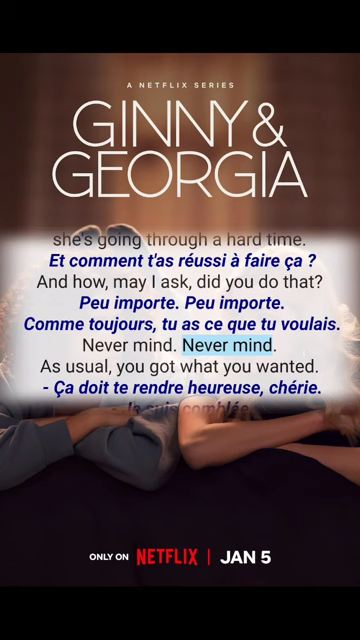 A NETFLIX SERIES
GINNY &
GEORGIA
she's going through a hard time.
Et comment t'as réussi à faire ça ?
And how, may I ask, did you do that?
Peu importe. Peu importe.
Comme toujours, tu as ce que tu voulais.
Never mind. Never mind.
As usual, you got what you wanted.
- Ça doit te rendre heureuse, chérie.
- Je suis comblée.
ONLY ON NETFLIX | JAN 5